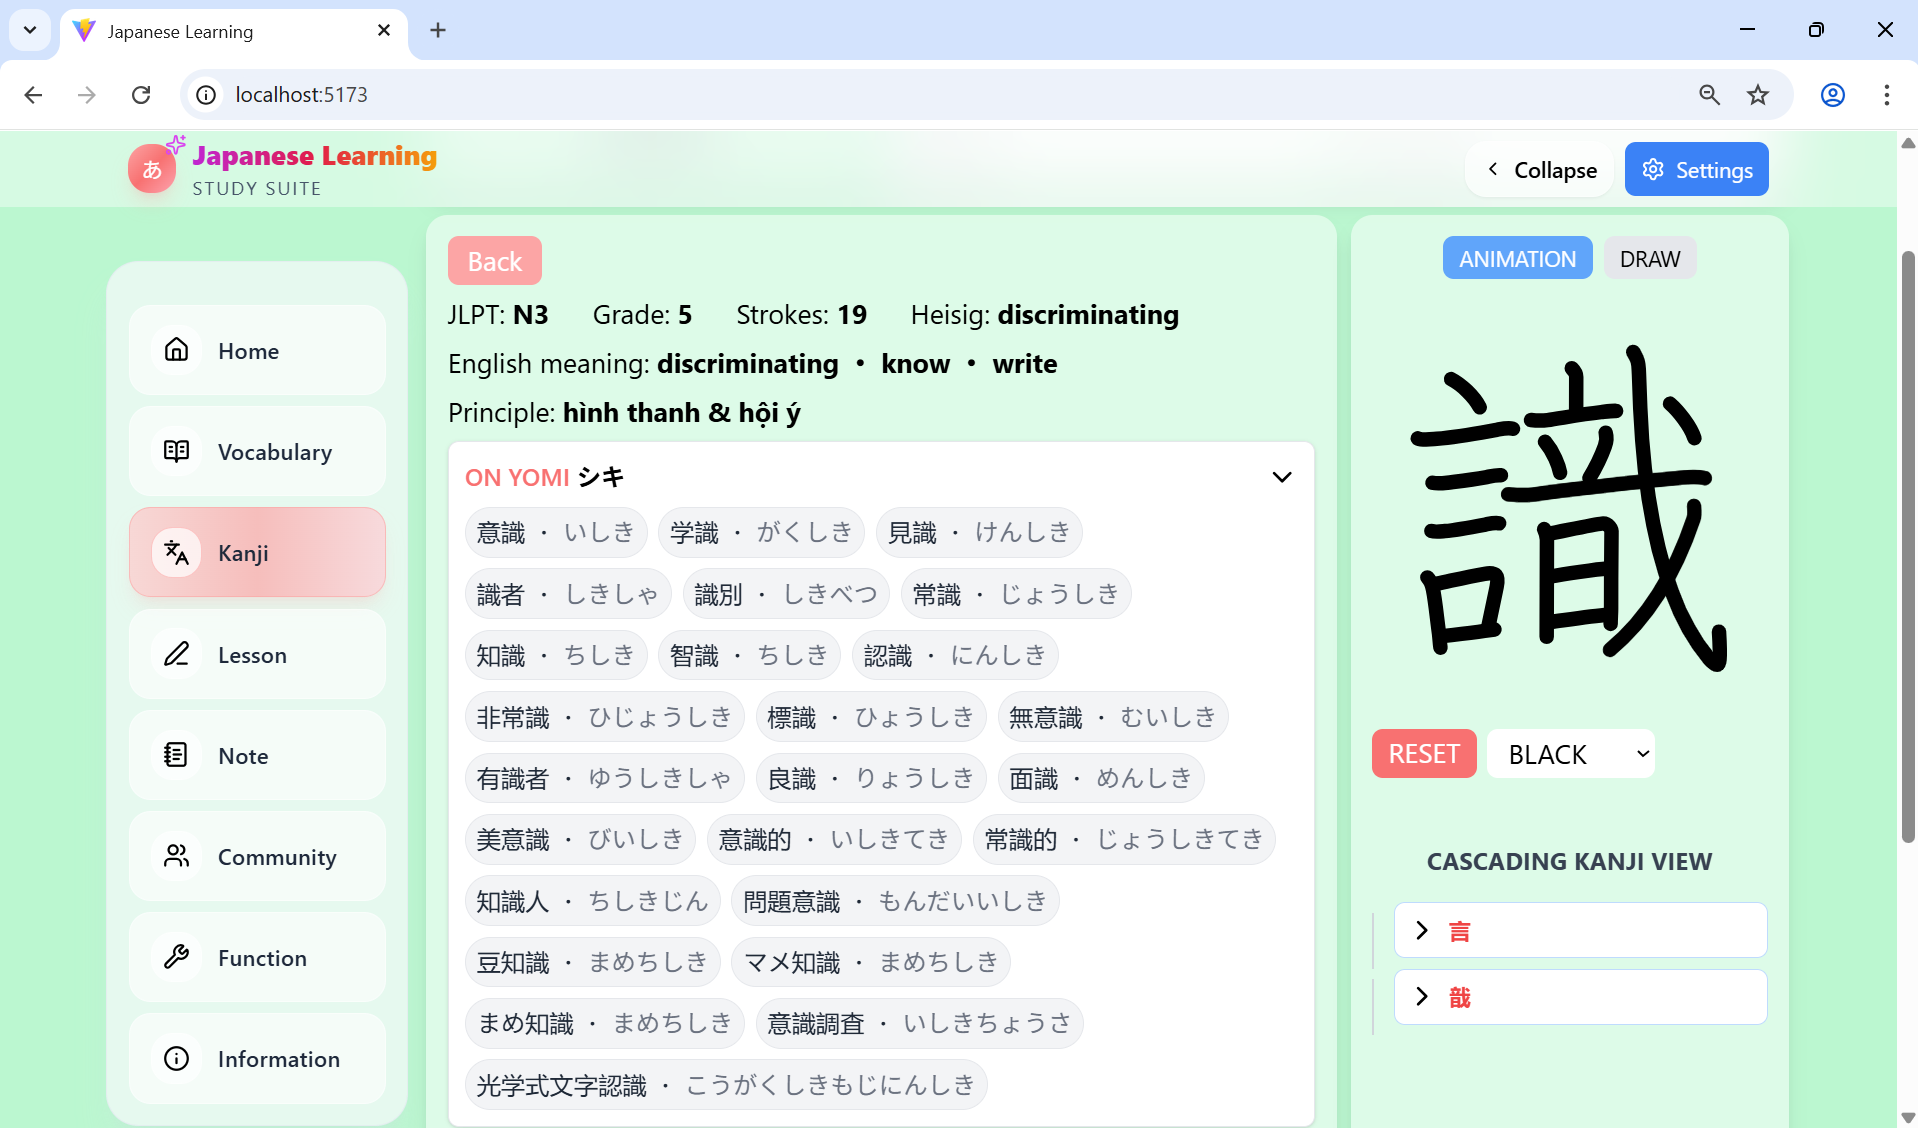 Japanese Learning
localhost:5173
あ
Japanese Learning
STUDY SUITE
Collapse
Settings
Home
Vocabulary
Kanji
Lesson
Note
Community
Function
Information
Back
JLPT: N3 Grade: 5 Strokes: 19 Heisig: discriminating
English meaning: discriminating • know • write
Principle: hình thanh & hội ý
ON YOMI シキ
意識 · いしき 学識 · がくしき 見識 · けんしき
識者 · しきしゃ 識別 · しきべつ 常識 · じょうしき
知識 · ちしき 智識 · ちしき 認識 · にんしき
非常識 · ひじょうしき 標識 · ひょうしき 無意識 · むいしき
有識者 · ゆうしきしゃ 良識 · りょうしき 面識 · めんしき
美意識 · びいしき 意識的 · いしきてき 常識的 · じょうしきてき
知識人 · ちしきじん 問題意識 · もんだいいしき
豆知識 · まめちしき マメ知識 · まめちしき
まめ知識 · まめちしき 意識調査 · いしきちょうさ
光学式文字認識 · こうがくしきもじにんしき
ANIMATION DRAW
識
RESET BLACK
CASCADING KANJI VIEW
言
戠